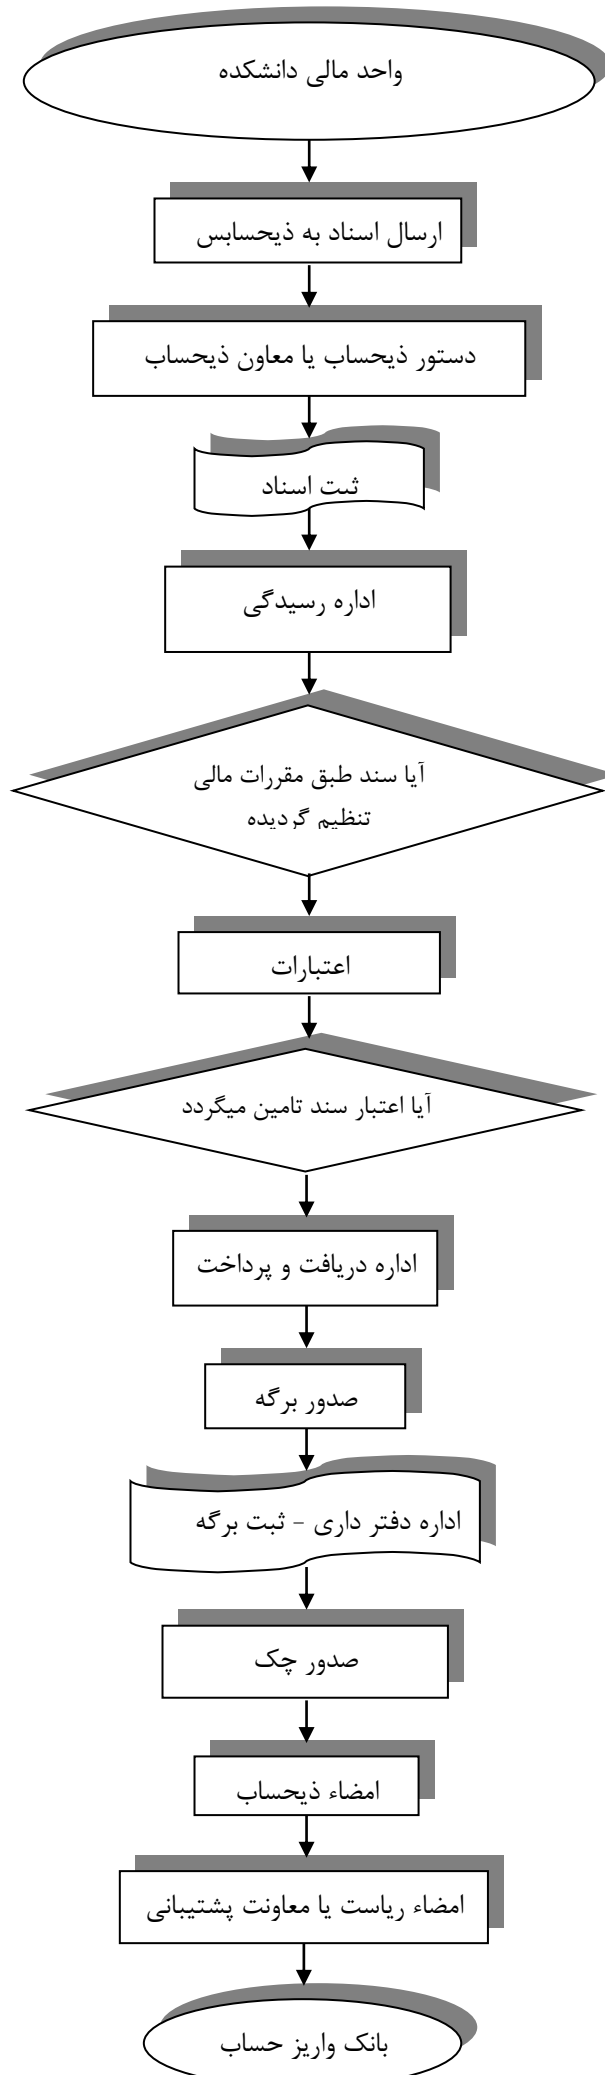 واحد مالی دانشکده
ارسال اسناد به ذیحسابس
دستور ذیحساب یا معاون ذیحساب
ثبت اسناد
اداره رسیدگی
آیا سند طبق مقررات مالی
تنظیم گردیده
اعتبارات
آیا اعتبار سند تامین میگردد
اداره دریافت و پرداخت
صدور برگه
اداره دفتر داری - ثبت برگه
صدور چک
امضاء ذیحساب
امضاء ریاست یا معاونت پشتیبانی
بانک واریز حساب